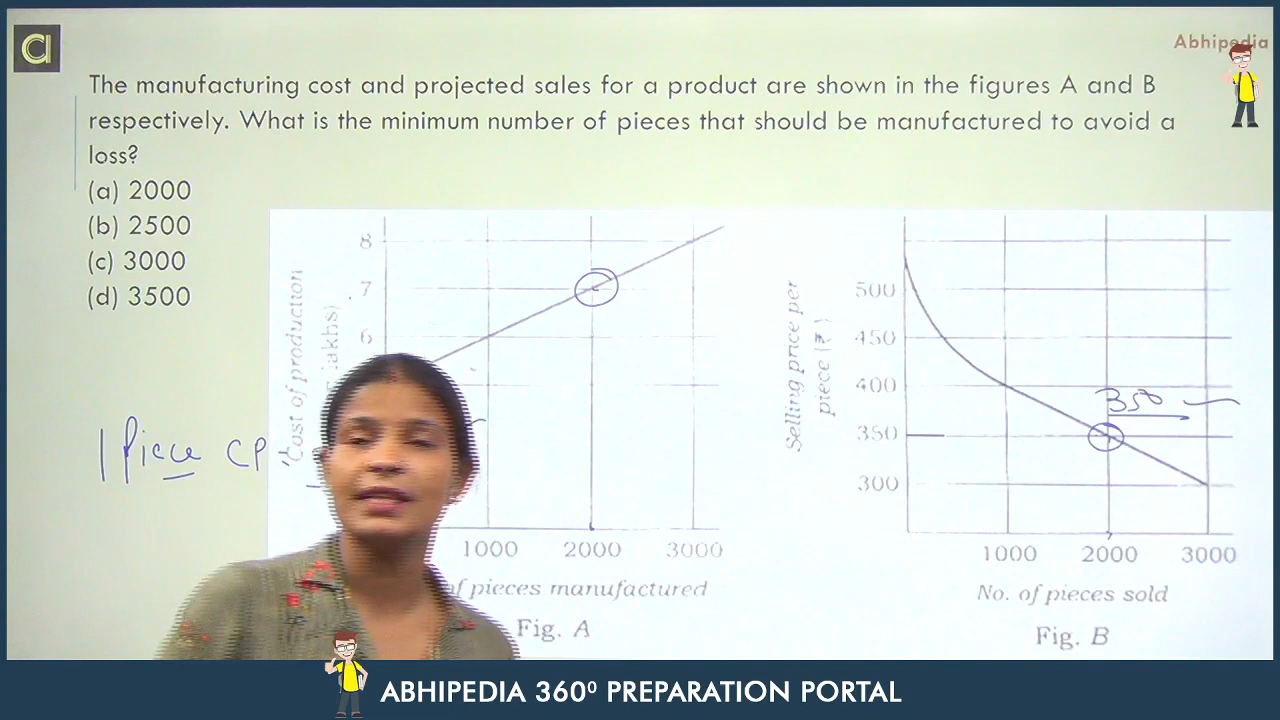 a
Abhipedia
The manufacturing cost and projected sales for a product are shown in the figures A and B
respectively. What is the minimum number of pieces that should be manufactured to avoid a
loss?
(a) 2000
(b) 2500
(c) 3000
(d) 3500
Cost of production
lakhs)
8
7
6
1000 2000 3000
of pieces manufactured
Fig. A
1 Piece CP
Selling price per
piece (₹)
500
450
400
350
300
350
1000 2000 3000
No. of pieces sold
Fig. B
ABHIPEDIA 360⁰ PREPARATION PORTAL